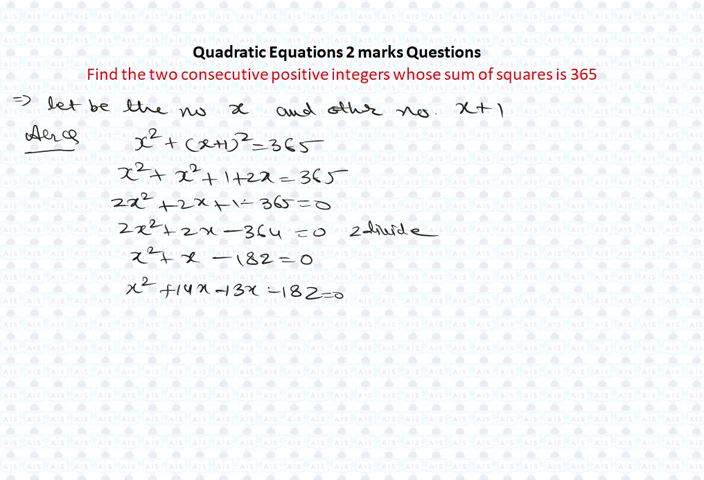 Quadratic Equations 2 marks Questions
Find the two consecutive positive integers whose sum of squares is 365
=> let be the no x and other no. x+1
x² + (x+1)² = 365
x² + x² + 1 + 2x = 365
2x² + 2x + 1 - 365 = 0
2x² + 2x - 364 = 0 2 divide
x² + x - 182 = 0
x² + 14x - 13x - 182 = 0